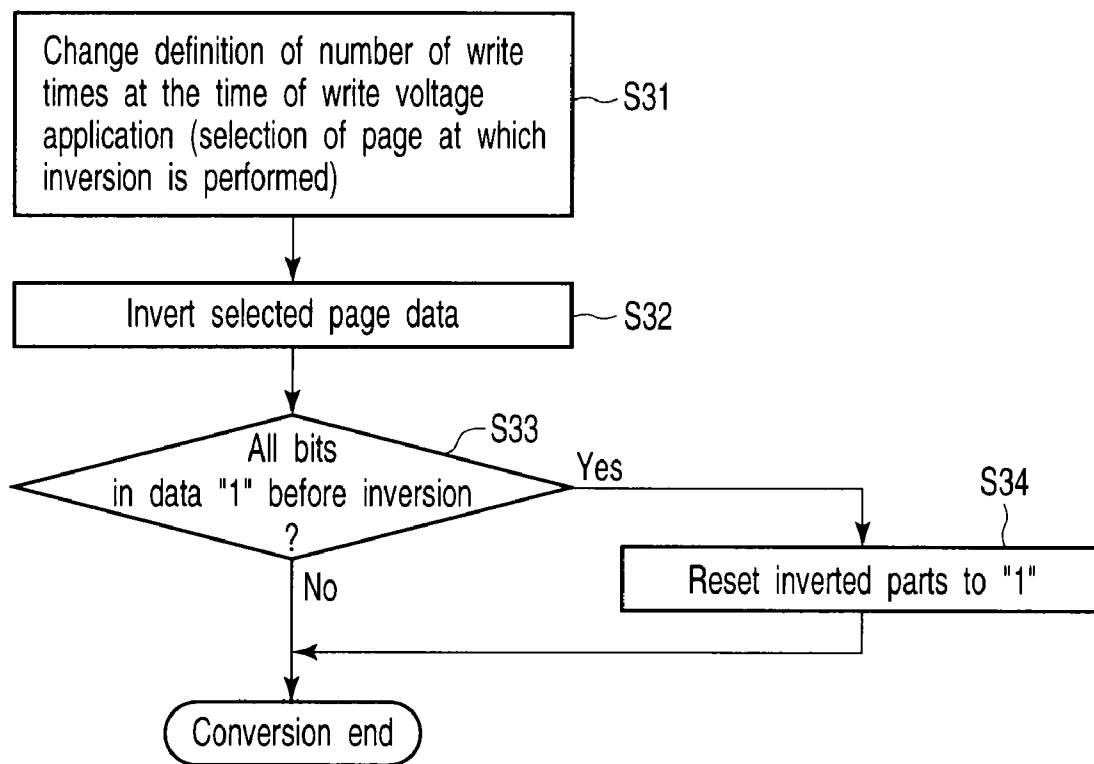 Change definition of number of write
times at the time of write voltage
application (selection of page at which
inversion is performed)
S31
Invert selected page data
S32
S33
All bits
in data "1" before inversion
?
Yes
No
S34
Reset inverted parts to "1"
Conversion end